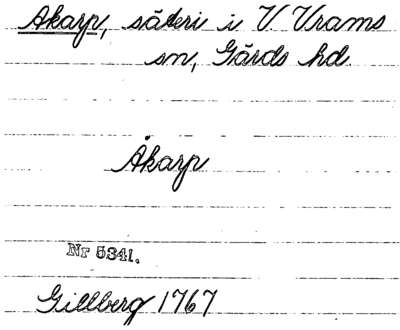 Åkarp, säteri i V. Vrams
sn, Gärds hd.
Åkarp
Nr 5341.
Gillberg 1767